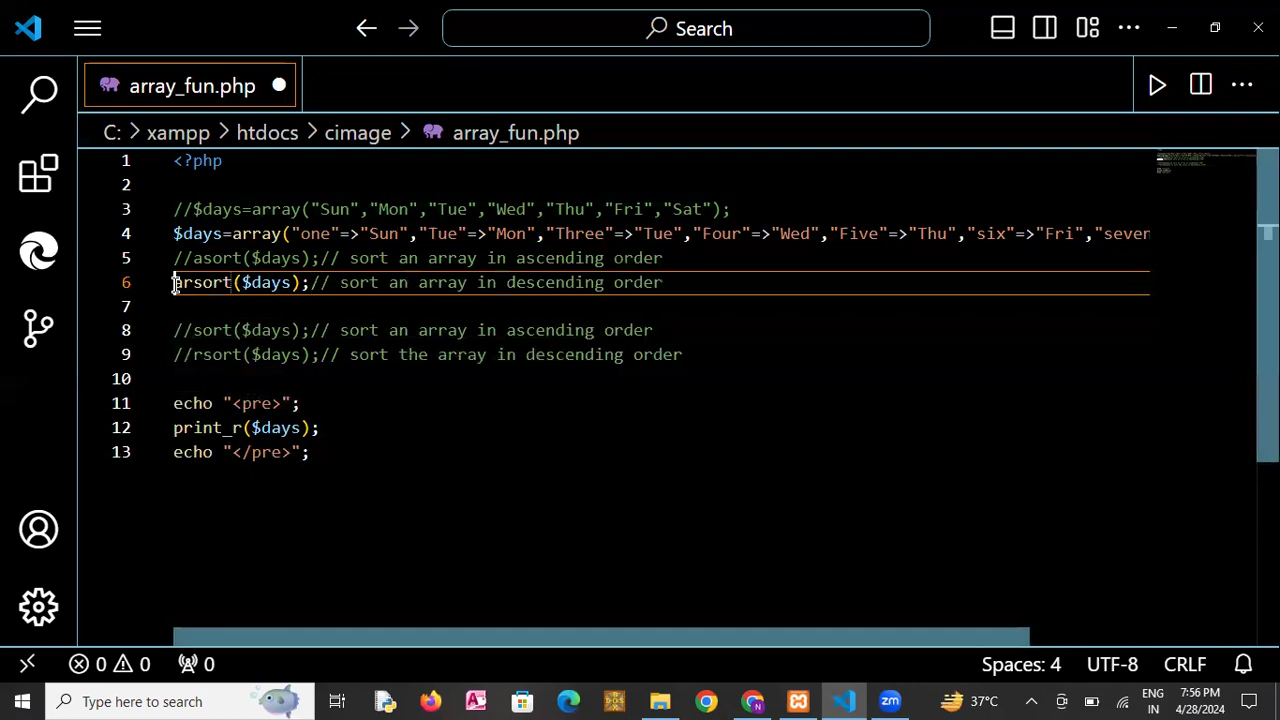 Search
array_fun.php
C: > xampp > htdocs > cimage > array_fun.php
1 <?php
2
3 //$days=array("Sun","Mon","Tue","Wed","Thu","Fri","Sat");
4 $days=array("one"=>"Sun","Tue"=>"Mon","Three"=>"Tue","Four"=>"Wed","Five"=>"Thu","six"=>"Fri","seven
5 //asort($days);// sort an array in ascending order
6 arsort($days);// sort an array in descending order
7
8 //sort($days);// sort an array in ascending order
9 //rsort($days);// sort the array in descending order
10
11 echo "<pre>";
12 print_r($days);
13 echo "</pre>";
0 0 0 Spaces: 4 UTF-8 CRLF
Type here to search 37°C ENG IN 7:56 PM 4/28/2024